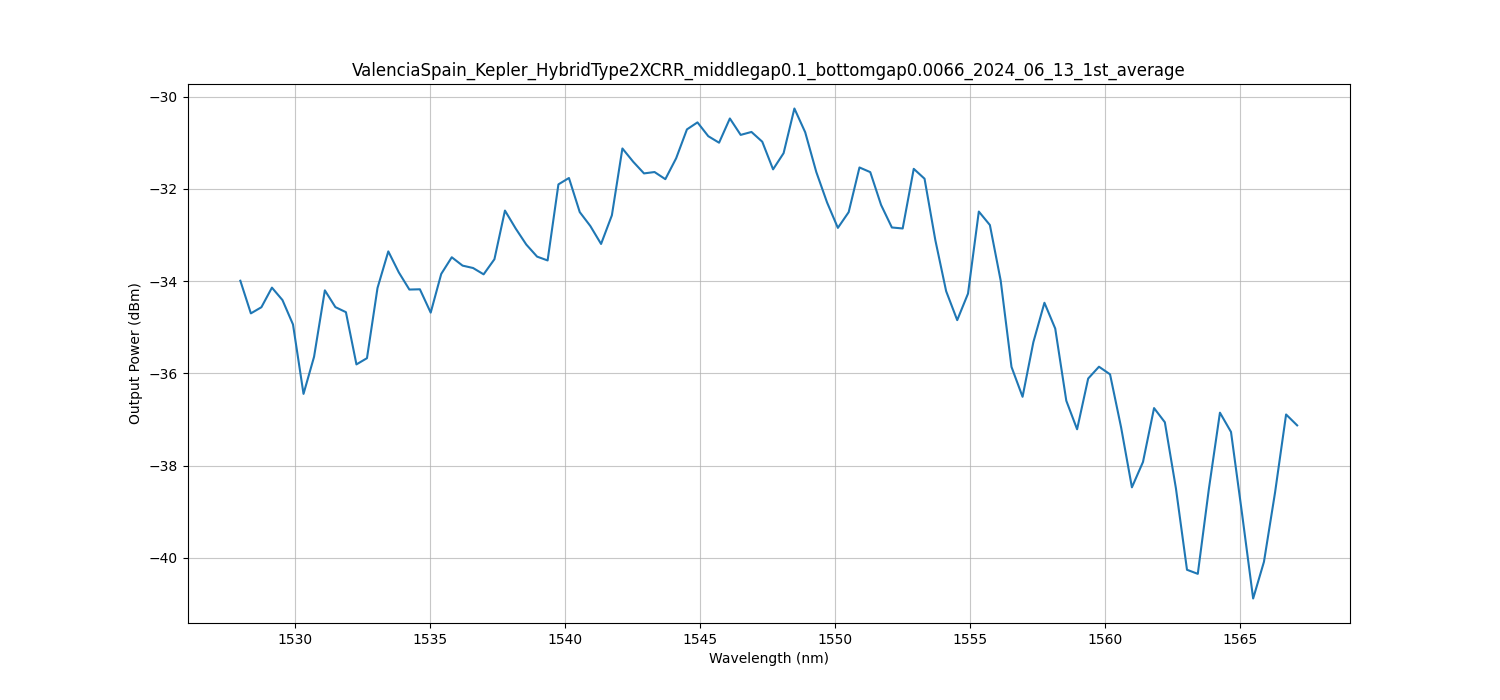 ValenciaSpain_Kepler_HybridType2XCRR_middlegap0.1_bottomgap0.0066_2024_06_13_1st_average
Output Power (dBm)
−30
−32
−34
−36
−38
−40
1530 1535 1540 1545 1550 1555 1560 1565
Wavelength (nm)